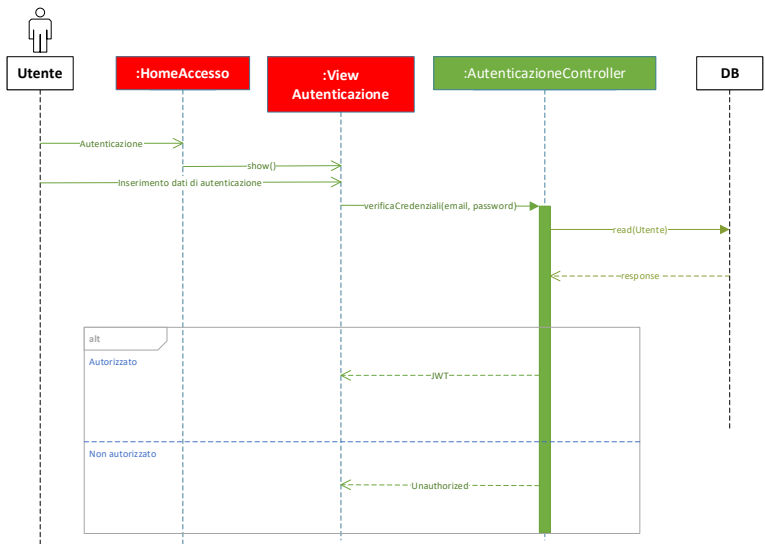 Utente
:HomeAccesso
:View
Autenticazione
:AutenticazioneController
DB
Autenticazione
show()
Inserimento dati di autenticazione
verificaCredenziali(email, password)
read(Utente)
response
alt
Autorizzato
JWT
Non autorizzato
Unauthorized